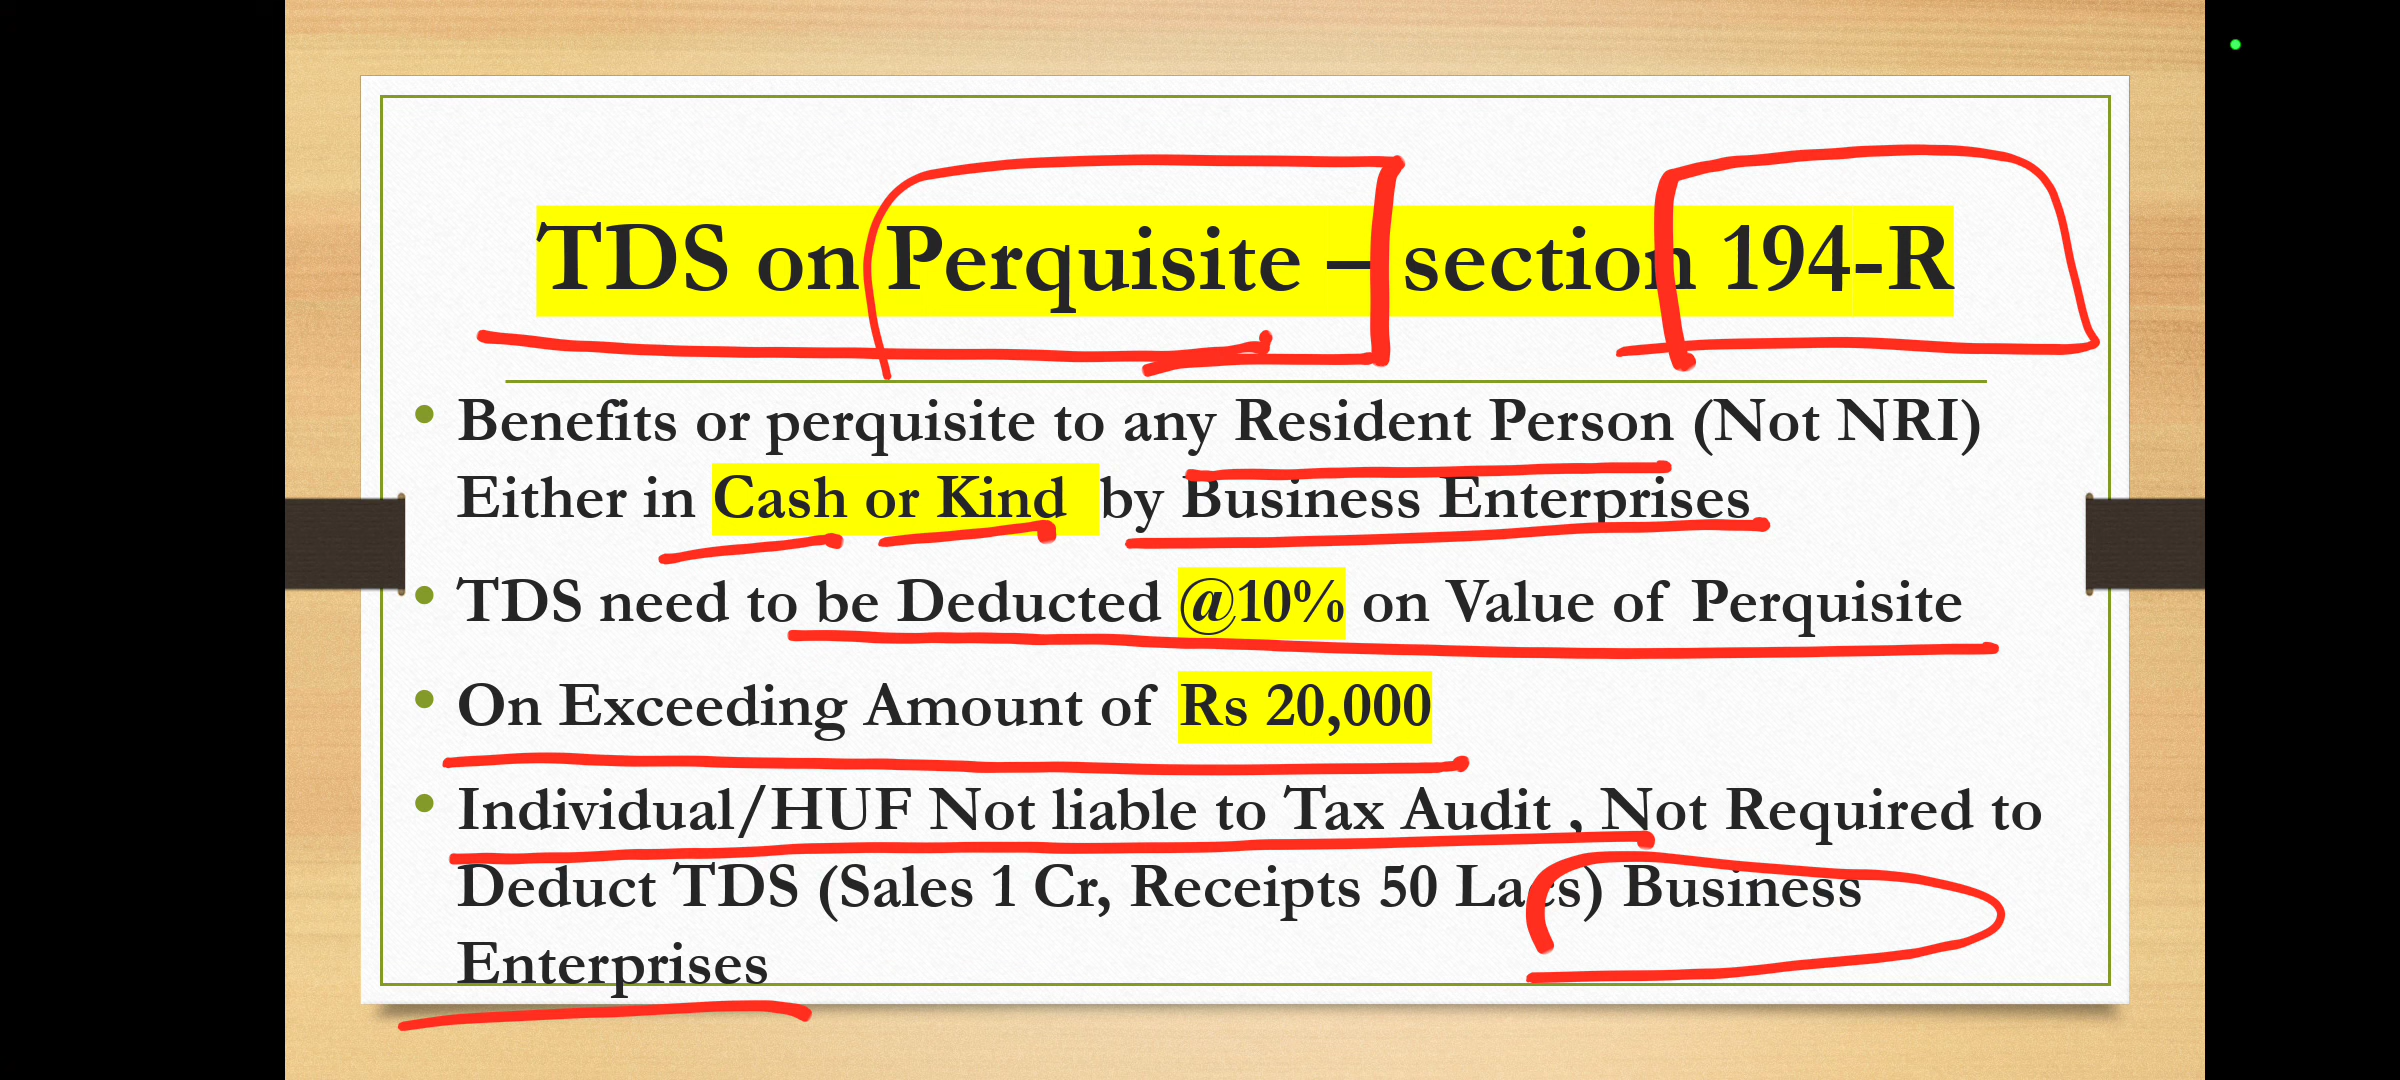 TDS on Perquisite – section 194-R
• Benefits or perquisite to any Resident Person (Not NRI)
Either in Cash or Kind by Business Enterprises
• TDS need to be Deducted @10% on Value of Perquisite
• On Exceeding Amount of Rs 20,000
• Individual/HUF Not liable to Tax Audit , Not Required to
Deduct TDS (Sales 1 Cr, Receipts 50 Lacs) Business
Enterprises